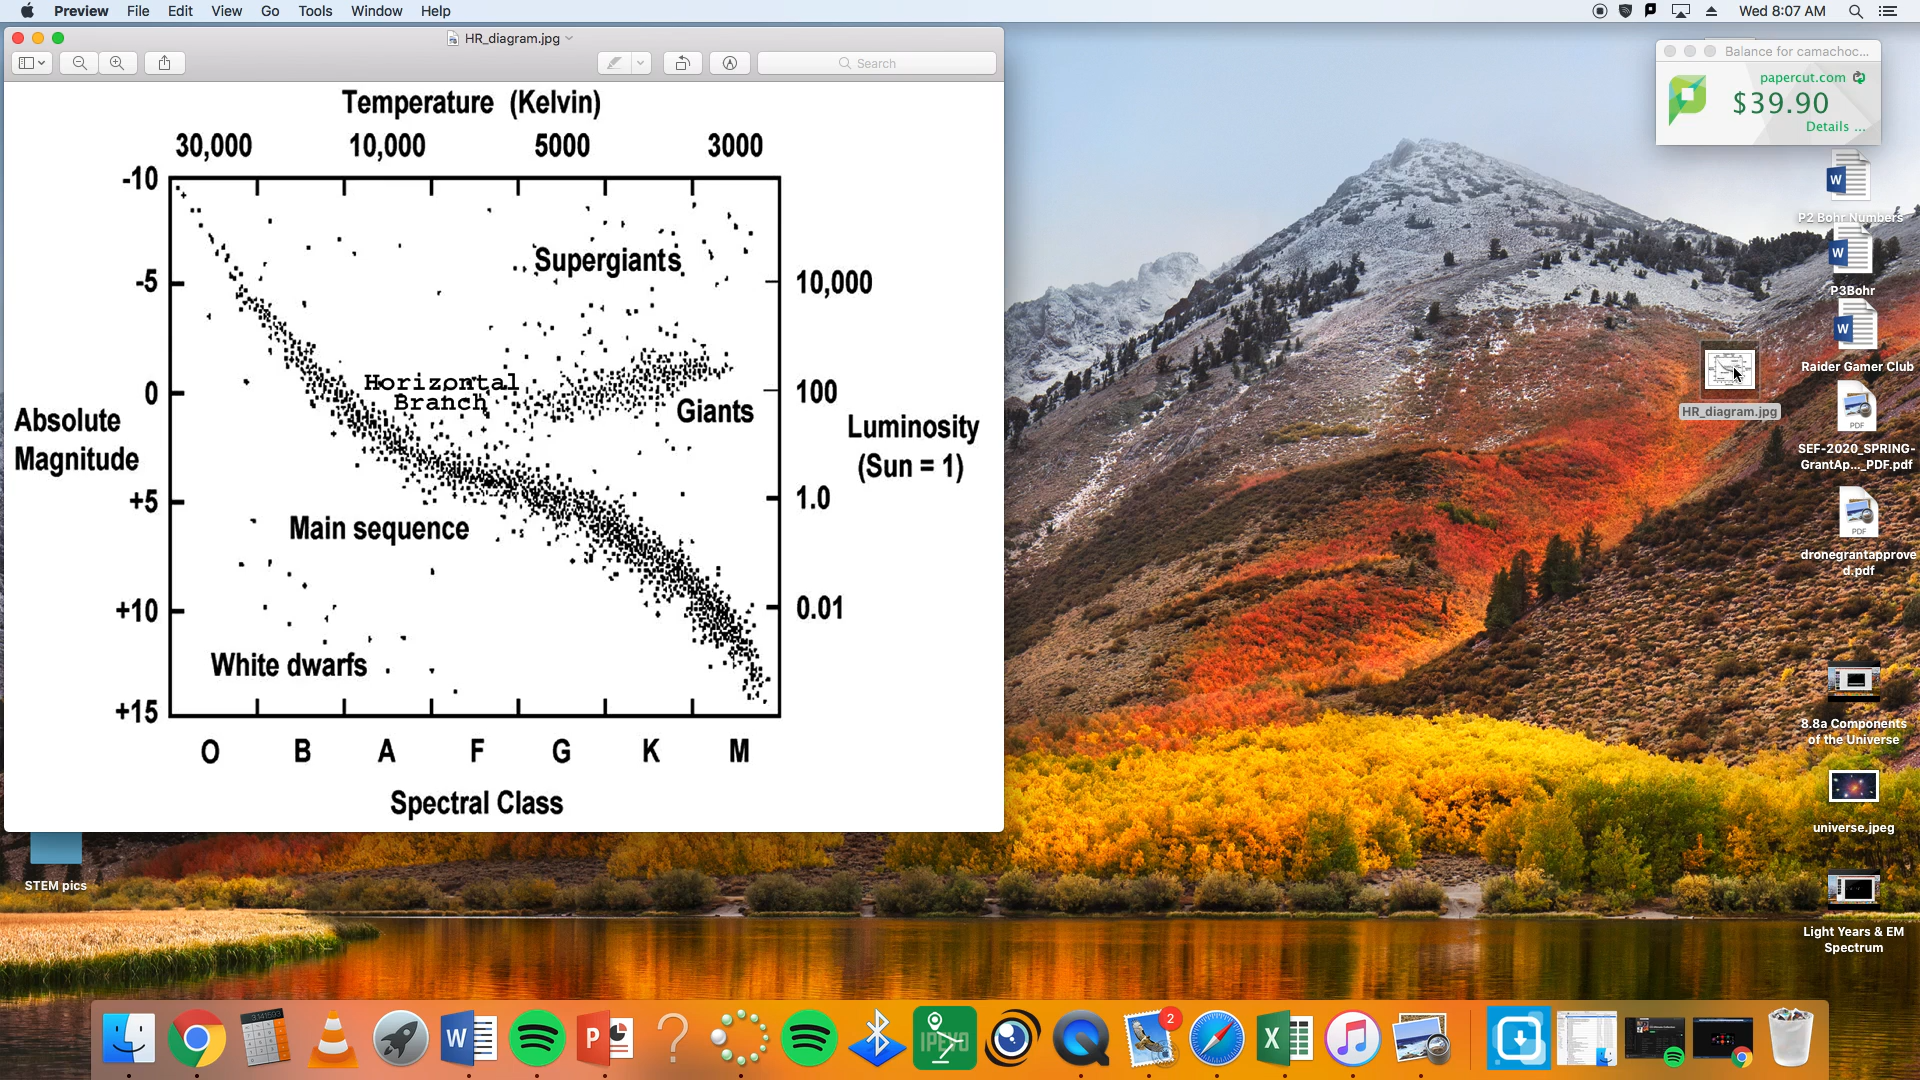 Preview File Edit View Go Tools Window Help
Wed 8:07 AM
HR_diagram.jpg
Search
Temperature (Kelvin)
30,000 10,000 5000 3000
-10
-5
0
+5
+10
+15
Absolute
Magnitude
Supergiants
Horizontal
Branch
Giants
Main sequence
White dwarfs
10,000
100
1.0
0.01
Luminosity
(Sun = 1)
O B A F G K M
Spectral Class
Balance for camachoc...
papercut.com
$39.90
Details ...
P2 Bohr Numbers
P3Bohr
Raider Gamer Club
HR_diagram.jpg
SEF-2020_SPRING-
GrantAp..._PDF.pdf
dronegrantapprove
d.pdf
8.8a Components
of the Universe
universe.jpeg
Light Years & EM
Spectrum
STEM pics
W
W
W
PDF
PDF
W
P
?
IPEVO
2
X